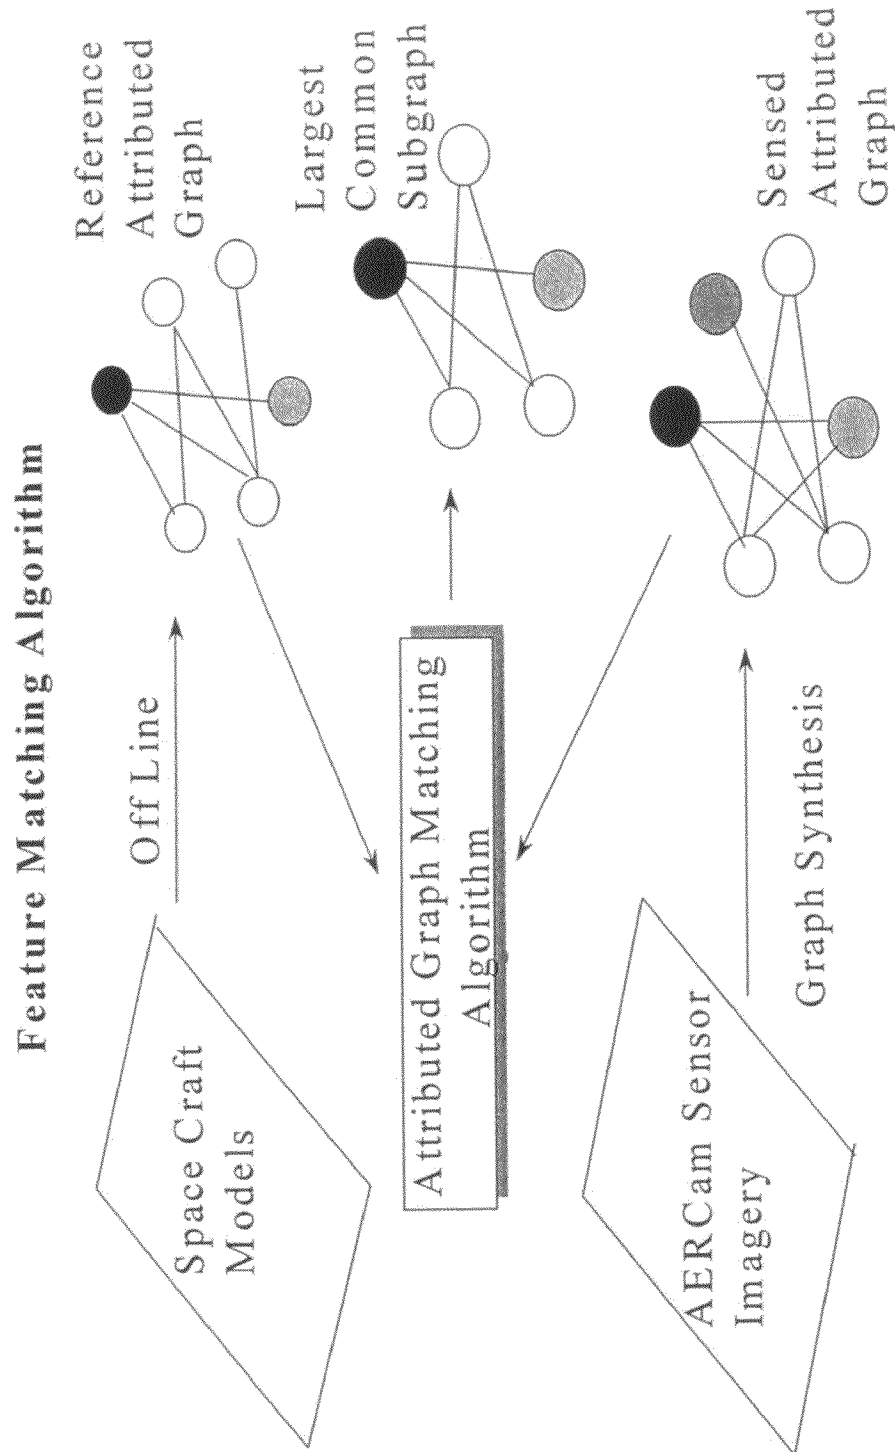 Feature Matching Algorithm
Space Craft
Models
Off Line
Reference
Attributed
Graph
Attributed Graph Matching
Algorithm
Largest
Common
Subgraph
AERCam Sensor
Imagery
Graph Synthesis
Sensed
Attributed
Graph